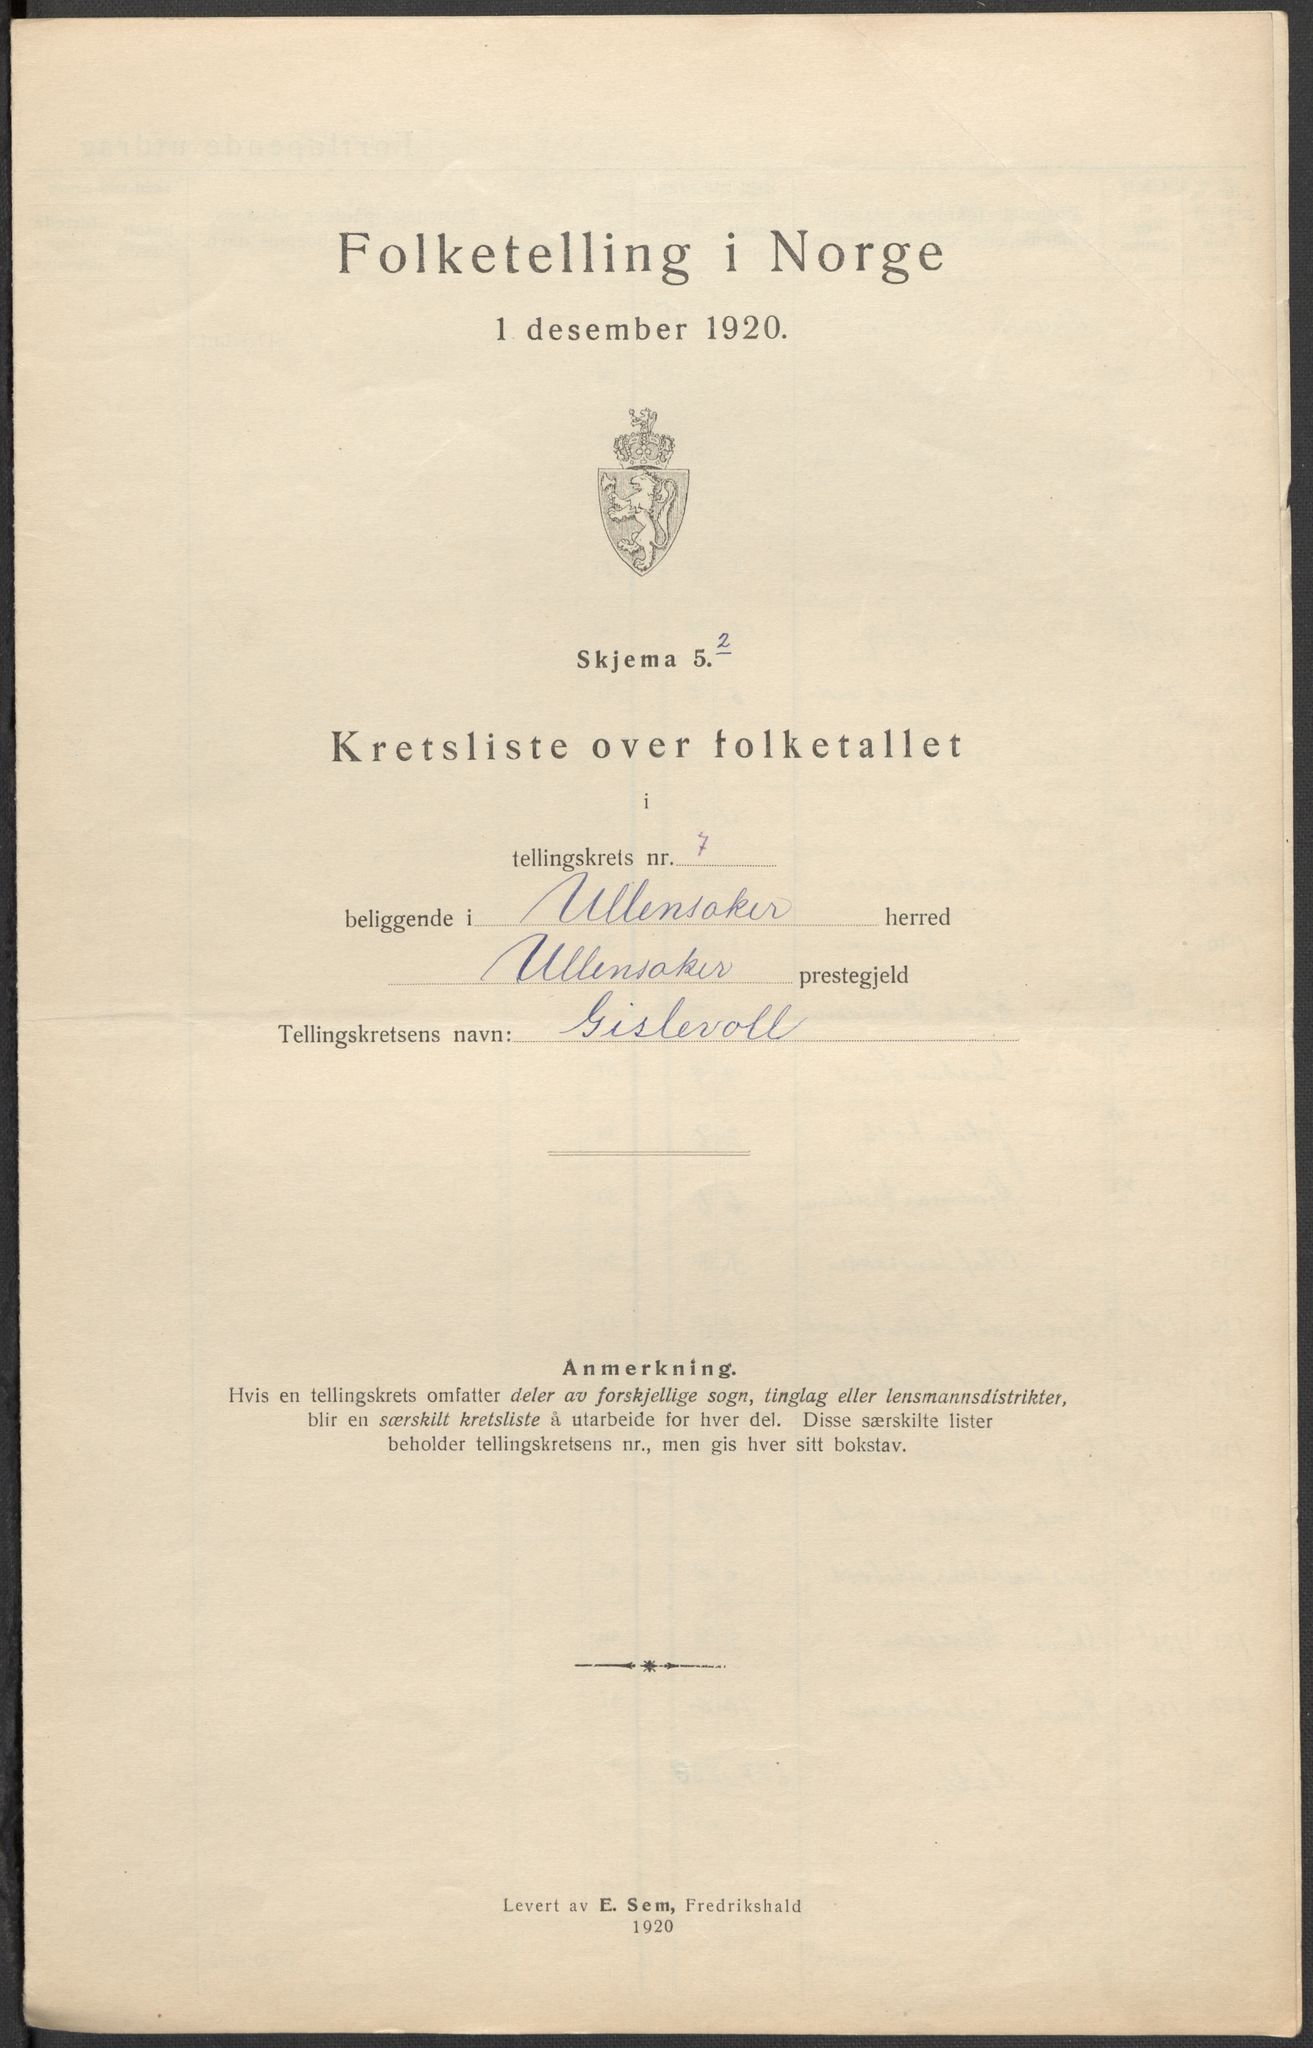 Folketelling i Norge
1 desember 1920.
Skjema 5. 2
Kretsliste over folketallet
i
tellingskrets nr. 7
beliggende i Ullensaker herred
Ullensaker prestegjeld
Tellingskretsens navn: Gislevoll
Anmerkning.
Hvis en tellingskrets omfatter deler av forskjellige sogn, tinglag eller lensmannsdistrikter,
blir en særskilt kretsliste å utarbeide for hver del. Disse særskilte lister
beholder tellingskretsens nr., men gis hver sitt bokstav.
Levert av E. Sem, Fredrikshald
1920